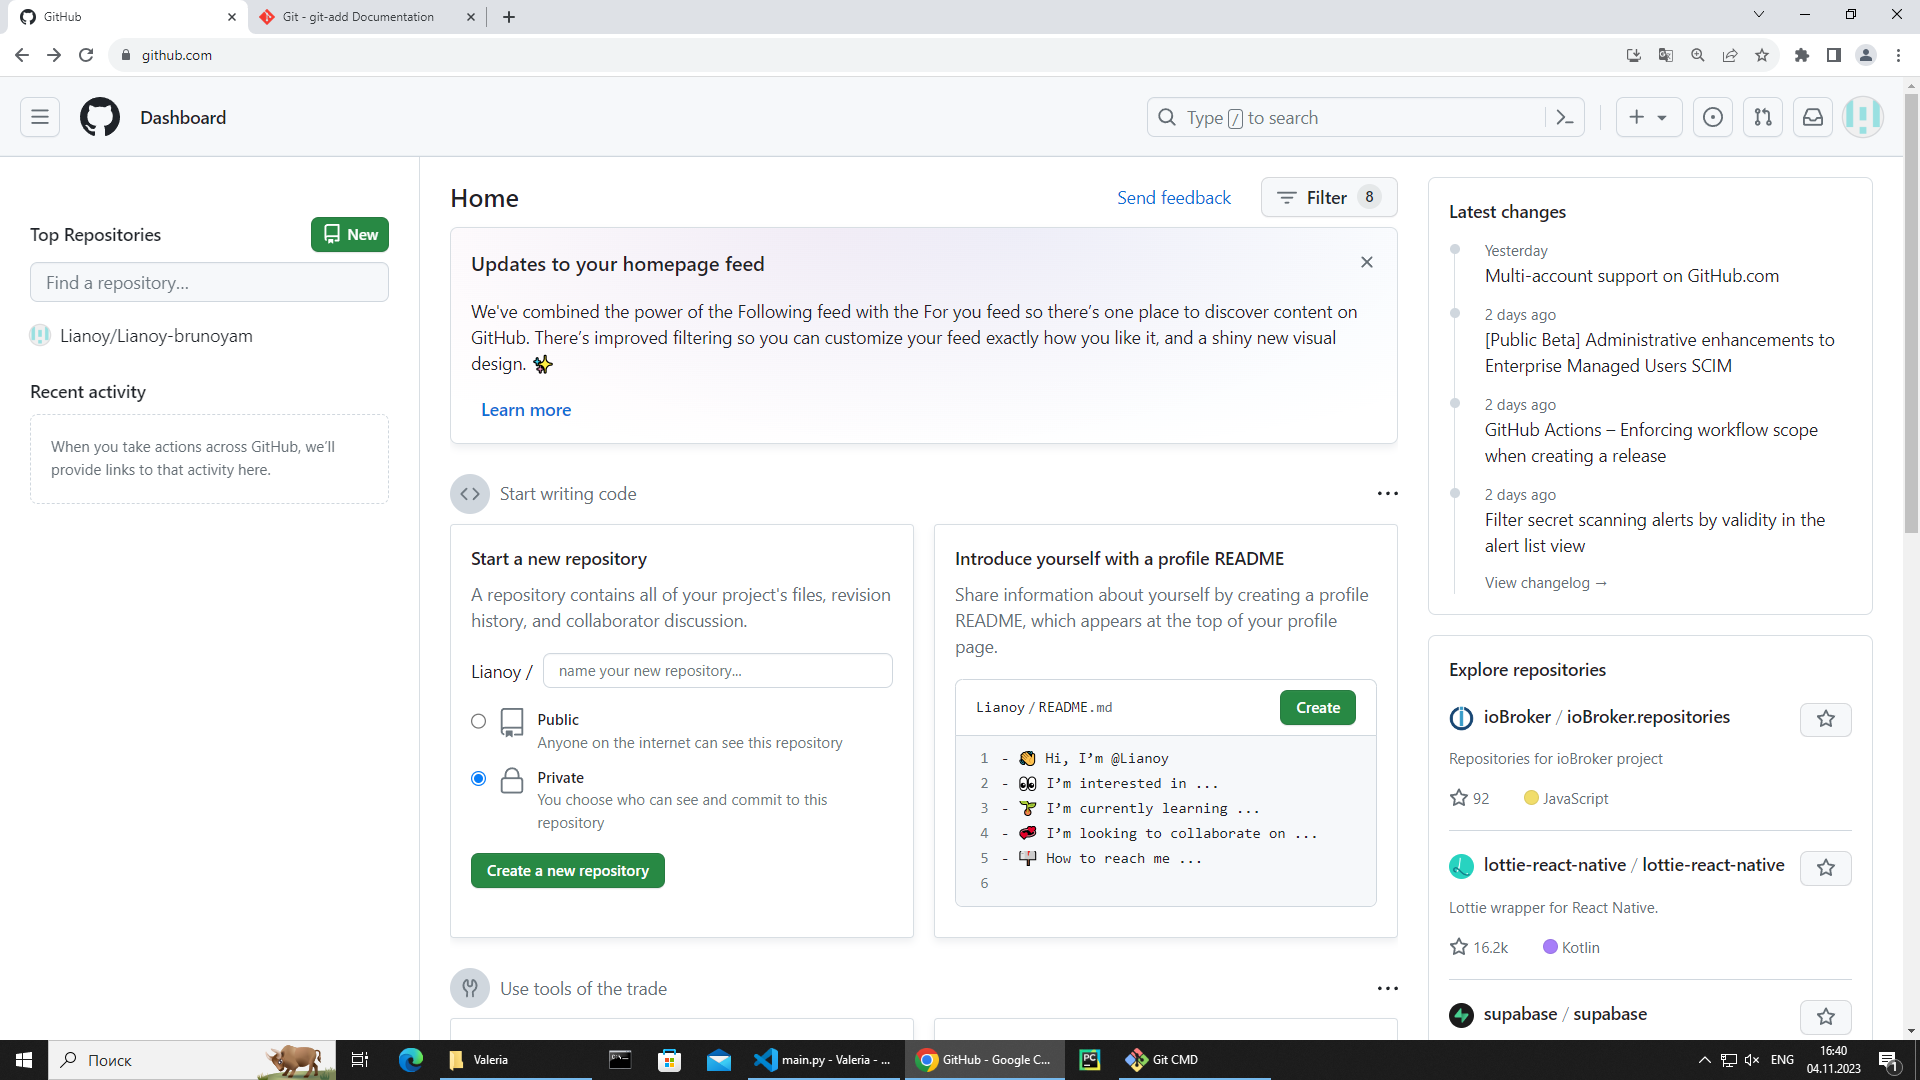 GitHub
Git - git-add Documentation
github.com
Dashboard
Type / to search
Top Repositories
New
Find a repository...
Lianoy/Lianoy-brunoyam
Recent activity
When you take actions across GitHub, we’ll
provide links to that activity here.
Home
Send feedback
Filter 8
Updates to your homepage feed
We've combined the power of the Following feed with the For you feed so there’s one place to discover content on
GitHub. There’s improved filtering so you can customize your feed exactly how you like it, and a shiny new visual
design. ✨
Learn more
Start writing code
Start a new repository
A repository contains all of your project's files, revision
history, and collaborator discussion.
Lianoy /
name your new repository...
Public
Anyone on the internet can see this repository
Private
You choose who can see and commit to this
repository
Create a new repository
Introduce yourself with a profile README
Share information about yourself by creating a profile
README, which appears at the top of your profile
page.
Lianoy / README.md
Create
1 - 👋 Hi, I’m @Lianoy
2 - 👀 I’m interested in ...
3 - 🌱 I’m currently learning ...
4 - 💞️ I’m looking to collaborate on ...
5 - 📫 How to reach me ...
6
Use tools of the trade
Latest changes
Yesterday
Multi-account support on GitHub.com
2 days ago
[Public Beta] Administrative enhancements to
Enterprise Managed Users SCIM
2 days ago
GitHub Actions – Enforcing workflow scope
when creating a release
2 days ago
Filter secret scanning alerts by validity in the
alert list view
View changelog →
Explore repositories
ioBroker / ioBroker.repositories
Repositories for ioBroker project
92
JavaScript
lottie-react-native / lottie-react-native
Lottie wrapper for React Native.
16.2k
Kotlin
supabase / supabase
Поиск
Valeria
main.py - Valeria - ...
GitHub - Google C...
PC
Git CMD
ENG
16:40
04.11.2023
1